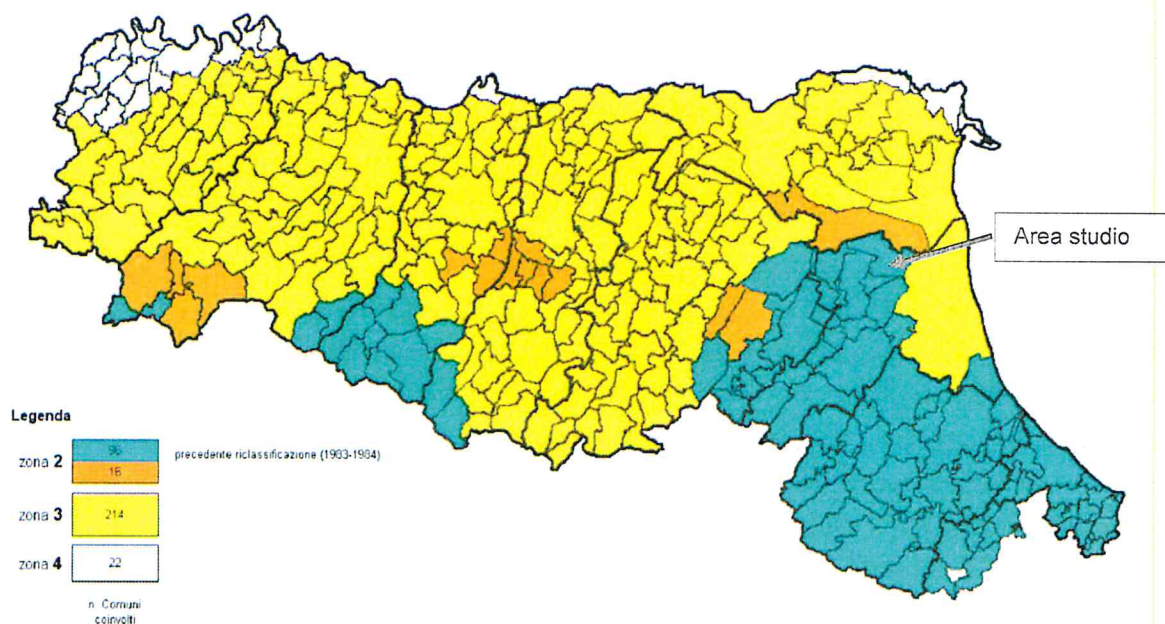 Area studio
Legenda
zona 2
96
precedente riclassificazione (1983-1984)
16
zona 3
214
zona 4
22
n. Comuni
coinvolti